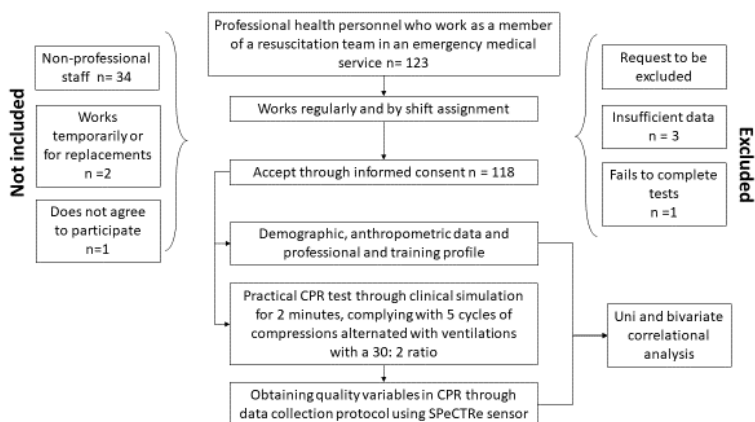 Professional health personnel who work as a member
of a resuscitation team in an emergency medical
service n= 123
Not included
Non-professional
staff n= 34
Works
temporarily or
for replacements
n =2
Does not agree
to participate
n=1
Works regularly and by shift assignment
Accept through informed consent n = 118
Request to be
excluded
Insufficient data
n = 3
Fails to complete
tests
n =1
Excluded
Demographic, anthropometric data and
professional and training profile
Practical CPR test through clinical simulation
for 2 minutes, complying with 5 cycles of
compressions alternated with ventilations
with a 30: 2 ratio
Obtaining quality variables in CPR through
data collection protocol using SPeCTRe sensor
Uni and bivariate
correlational
analysis